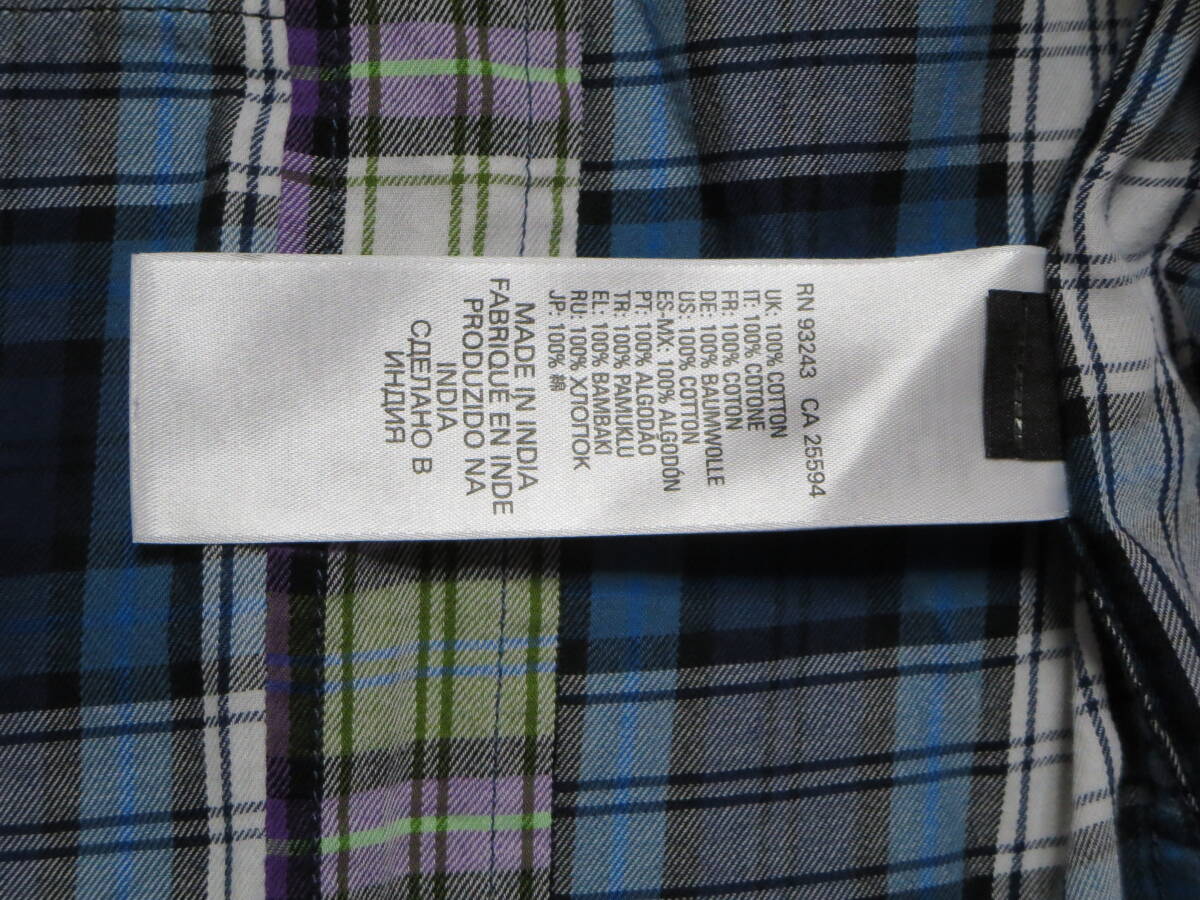 RN 93243 CA 25594
UK: 100% COTTON
IT: 100% COTONE
FR: 100% COTON
DE: 100% BAUMWOLLE
US: 100% COTTON
ES-MX: 100% ALGODÓN
PT: 100% ALGODÃO
TR: 100% PAMUKLU
EL: 100% BAMBAKI
RU: 100% ХЛОПОК
JP: 100% 綿
MADE IN INDIA
FABRIQUÉ EN INDE
PRODUZIDO NA
INDIA
СДЕЛАНО В
ИНДИЯ